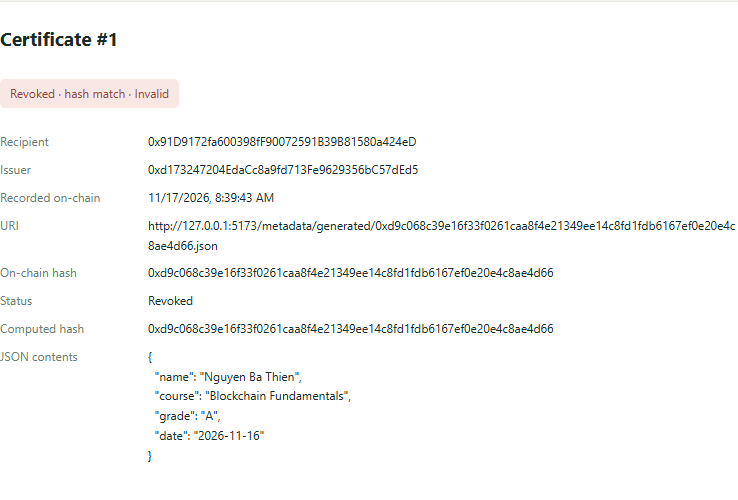 Certificate #1
Revoked · hash match · Invalid
Recipient 0x91D9172fa600398fF90072591B39B81580a424eD
Issuer 0xd173247204EdaCc8a9fd713Fe9629356bC57dEd5
Recorded on-chain 11/17/2026, 8:39:43 AM
URI http://127.0.0.1:5173/metadata/generated/0xd9c068c39e16f33f0261caa8f4e21349ee14c8fd1fdb6167ef0e20e4c
8ae4d66.json
On-chain hash 0xd9c068c39e16f33f0261caa8f4e21349ee14c8fd1fdb6167ef0e20e4c8ae4d66
Status Revoked
Computed hash 0xd9c068c39e16f33f0261caa8f4e21349ee14c8fd1fdb6167ef0e20e4c8ae4d66
JSON contents {
"name": "Nguyen Ba Thien",
"course": "Blockchain Fundamentals",
"grade": "A",
"date": "2026-11-16"
}